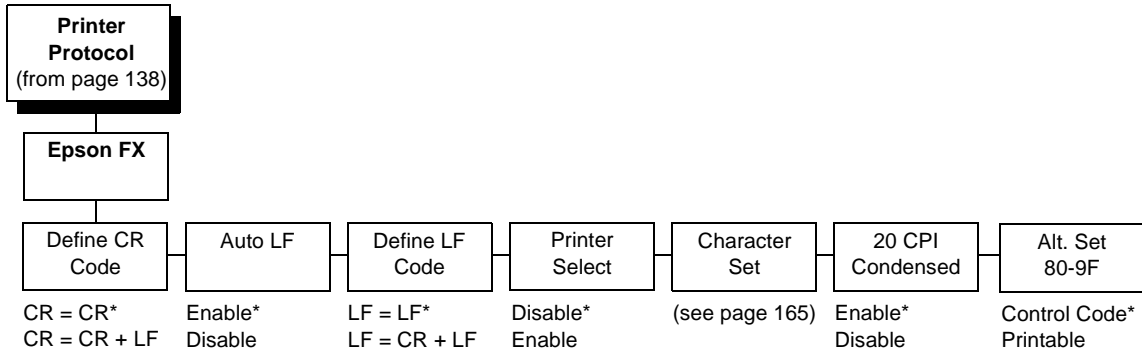 Printer
Protocol
(from page 138)
Epson FX
Define CR
Code
Auto LF
Define LF
Code
Printer
Select
Character
Set
20 CPI
Condensed
Alt. Set
80-9F
CR = CR*
CR = CR + LF
Enable*
Disable
LF = LF*
LF = CR + LF
Disable*
Enable
(see page 165)
Enable*
Disable
Control Code*
Printable